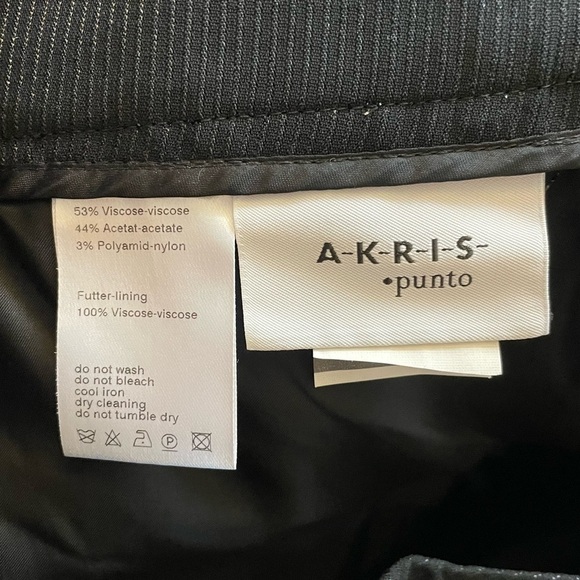 53% Viscose-viscose
44% Acetat-acetate
3% Polyamid-nylon
Futter-lining
100% Viscose-viscose
do not wash
do not bleach
cool iron
dry cleaning
do not tumble dry
P
A-K-R-I-S-
•punto